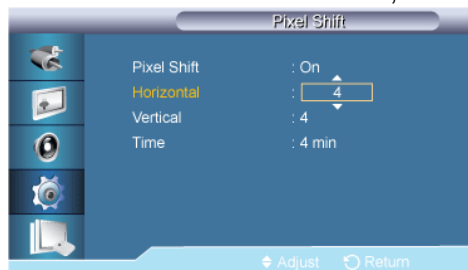 Pixel Shift
Pixel Shift : On
Horizontal : 4
Vertical : 4
Time : 4 min
Adjust Return